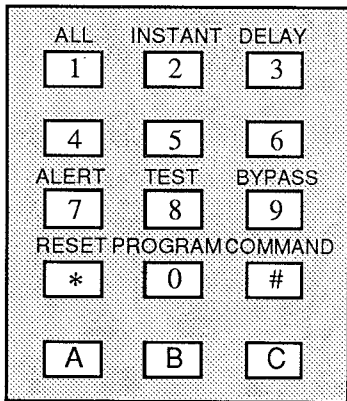 ALL INSTANT DELAY
1 2 3
4 5 6
ALERT TEST BYPASS
7 8 9
RESET PROGRAM COMMAND
* 0 #
A B C